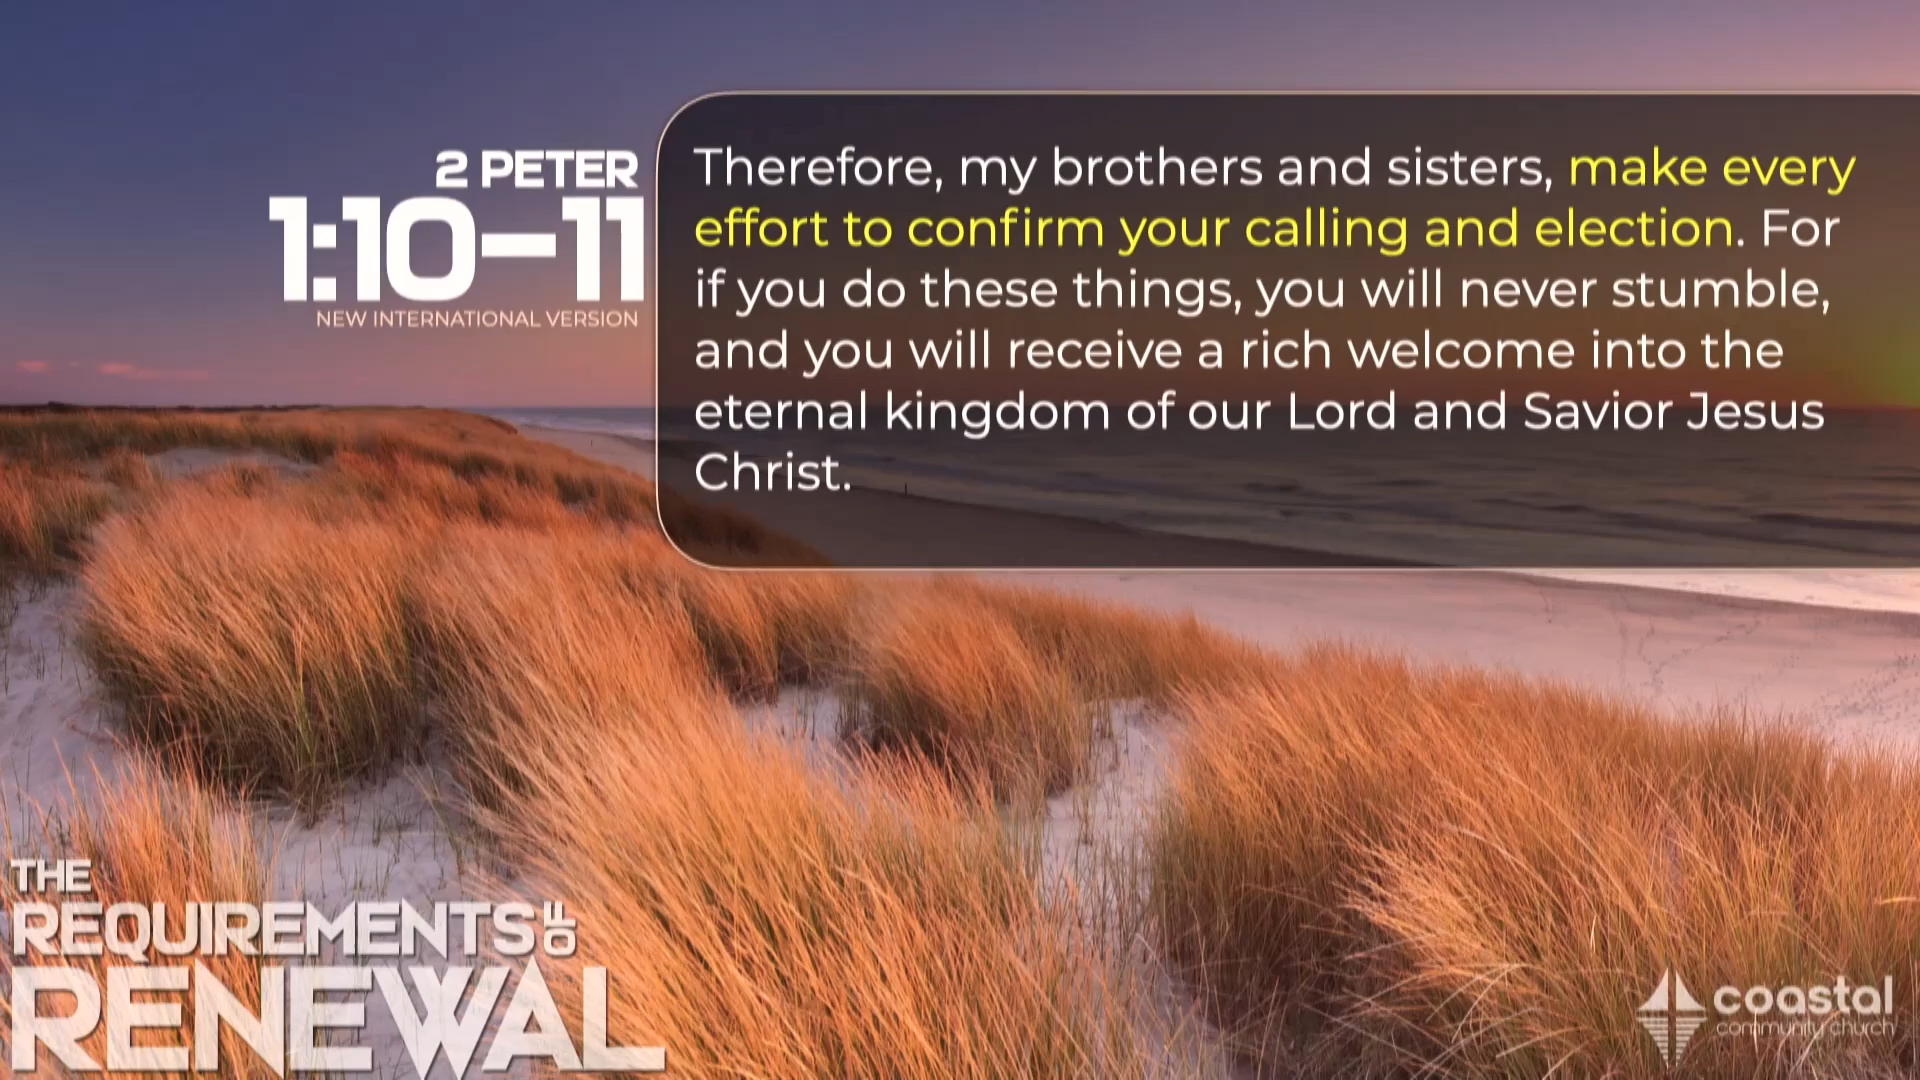 2 PETER
1:10–11
NEW INTERNATIONAL VERSION
Therefore, my brothers and sisters, make every
effort to confirm your calling and election. For
if you do these things, you will never stumble,
and you will receive a rich welcome into the
eternal kingdom of our Lord and Savior Jesus
Christ.
THE
REQUIREMENTS OF
RENEWAL
coastal
community church